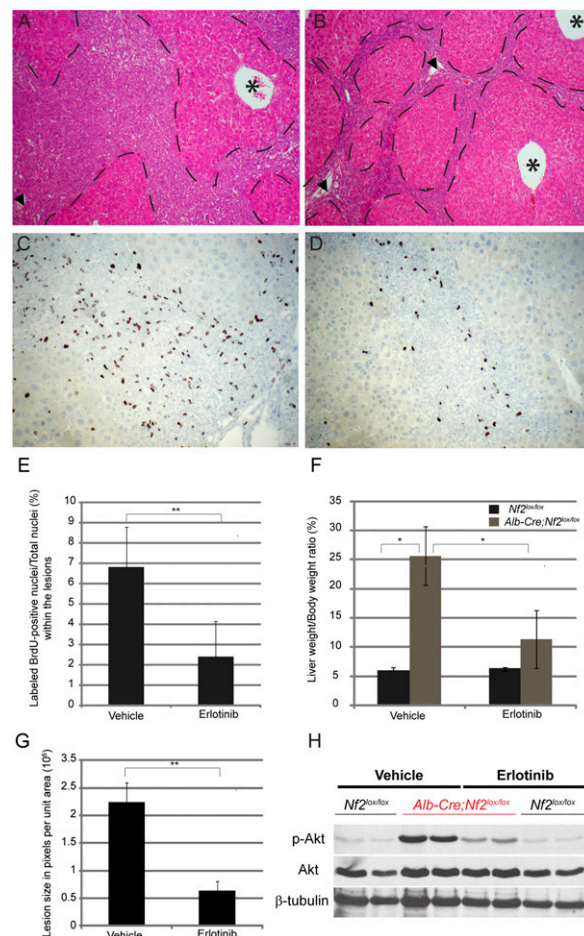 A
B
*
*
*
C
D
E
F
Labeled BrdU-positive nuclei/Total nuclei (%)
within the lesions
10
9
8
7
6
5
4
3
2
1
0
**
Vehicle
Erlotinib
Liver weight/Body weight ratio (%)
35
30
25
20
15
10
5
0
Nf2lox/lox
Alb-Cre;Nf2lox/lox
*
*
Vehicle
Erlotinib
G
H
Lesion size in pixels per unit area (10⁶)
3
2.5
2
1.5
1
0.5
0
**
Vehicle
Erlotinib
Vehicle
Erlotinib
Nf2lox/lox
Alb-Cre;Nf2lox/lox
Nf2lox/lox
p-Akt
Akt
β-tubulin